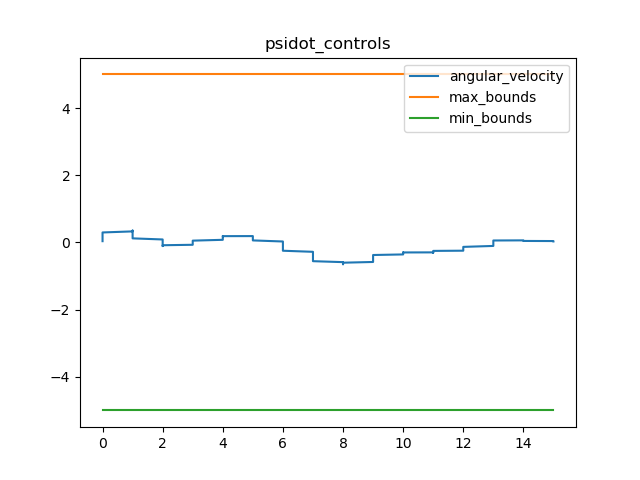 psidot_controls
angular_velocity
max_bounds
min_bounds
4
2
0
−2
−4
0 2 4 6 8 10 12 14